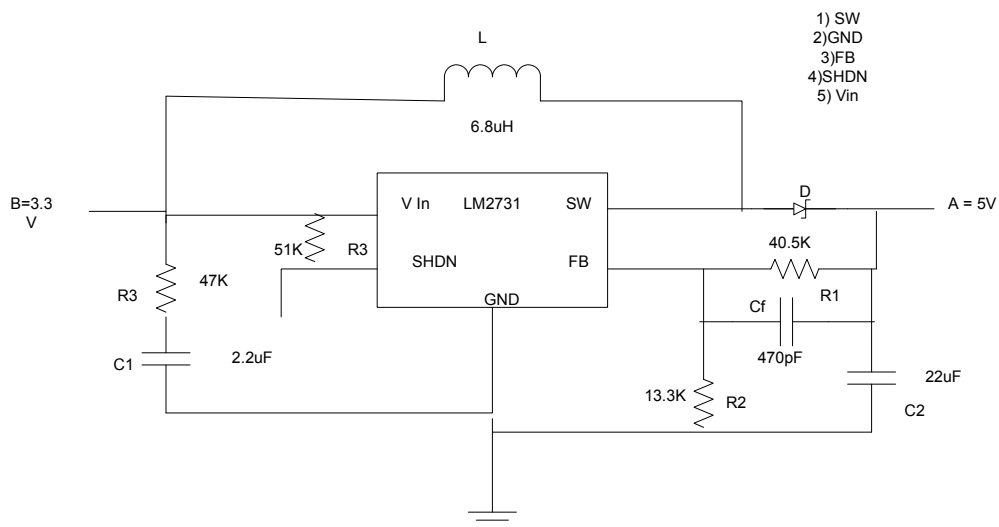 1) SW
2)GND
3)FB
4)SHDN
5) Vin
L
6.8uH
B=3.3
V
V In
LM2731
SW
D
A = 5V
51K
R3
SHDN
FB
40.5K
R1
GND
R3
47K
Cf
470pF
C1
2.2uF
13.3K
R2
22uF
C2